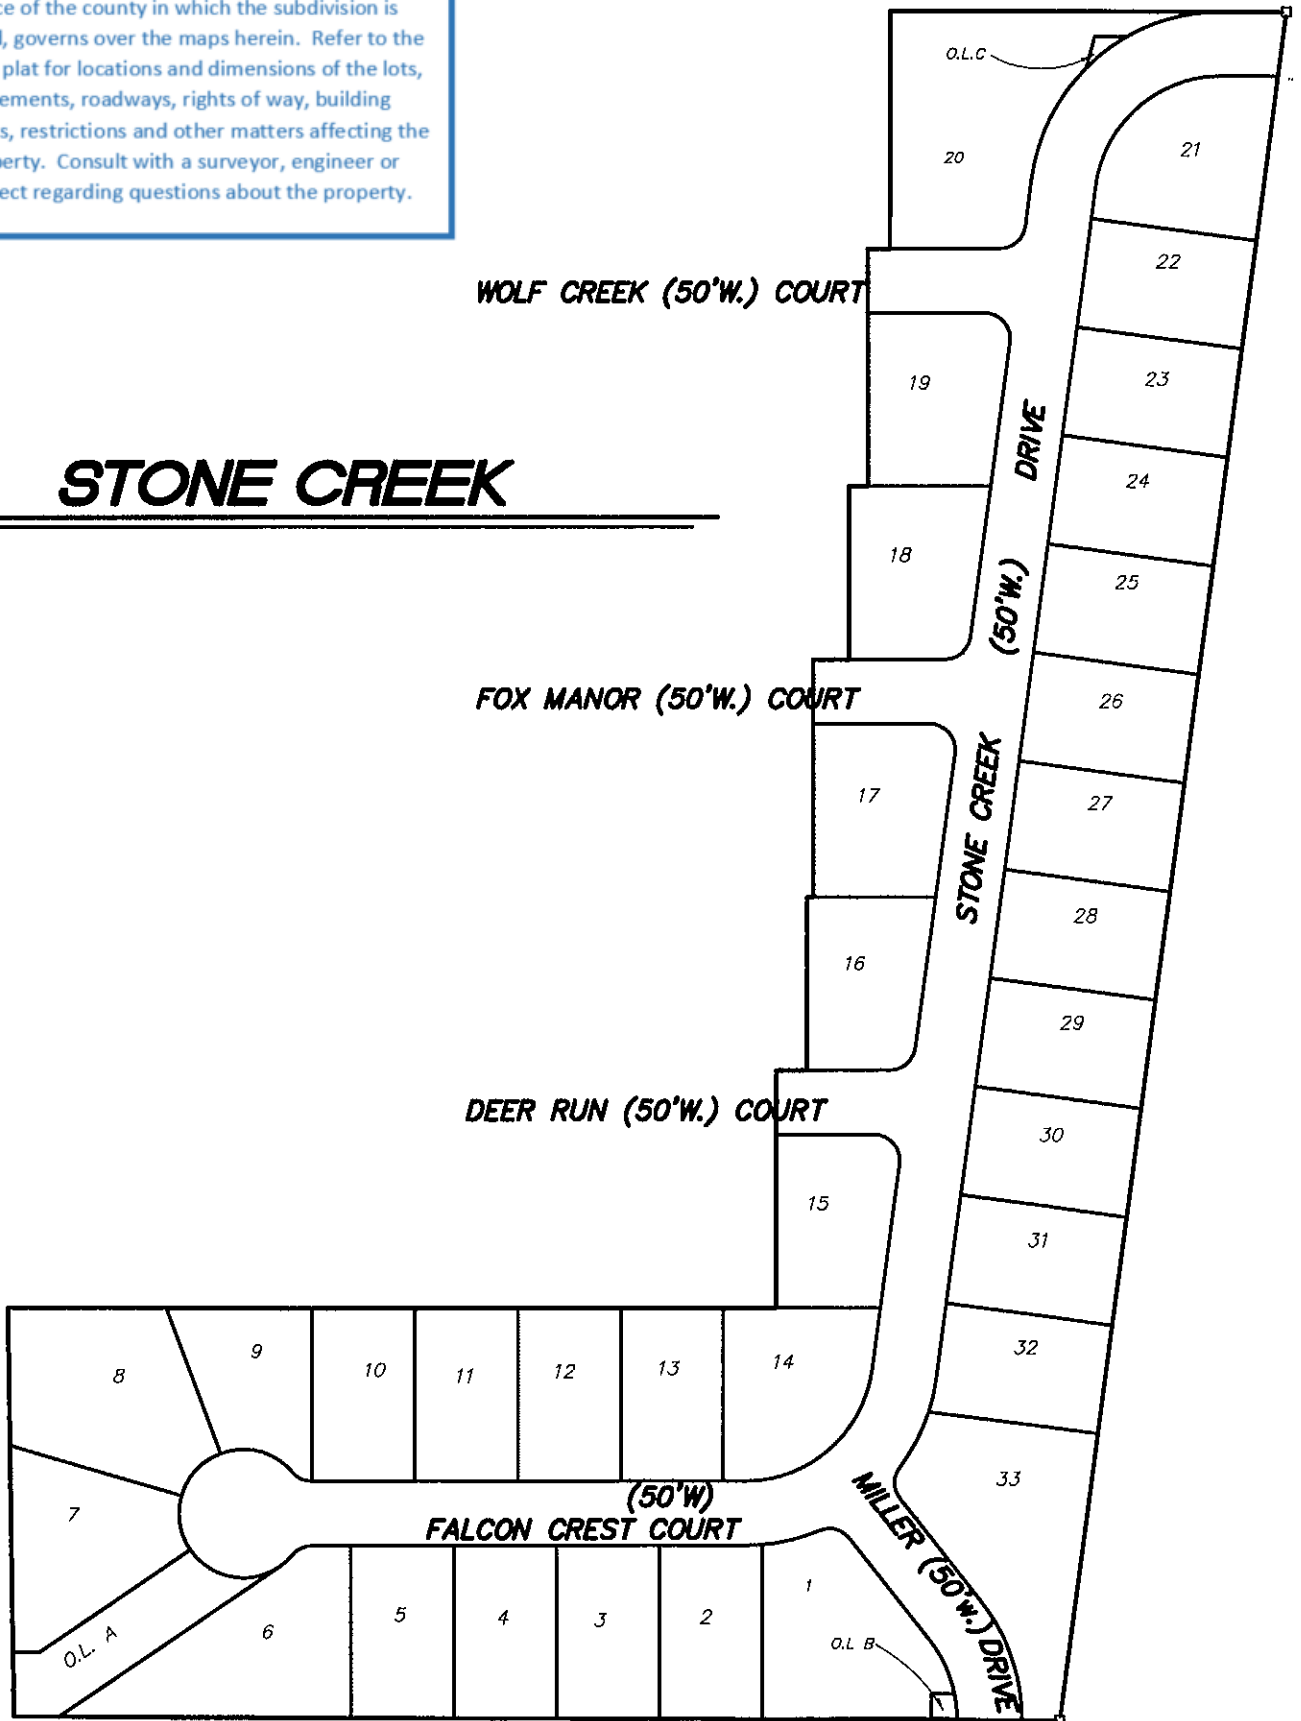 ce of the county in which the subdivision is
l, governs over the maps herein. Refer to the
plat for locations and dimensions of the lots,
ements, roadways, rights of way, building
s, restrictions and other matters affecting the
perty. Consult with a surveyor, engineer or
ect regarding questions about the property.
O.L.C
20
21
22
WOLF CREEK (50'W.) COURT
19
23
DRIVE
STONE CREEK
24
18
25
(50'W.)
FOX MANOR (50'W.) COURT
26
17
27
STONE CREEK
28
16
29
DEER RUN (50'W.) COURT
30
15
31
32
8
9
10
11
12
13
14
33
7
(50'W)
FALCON CREST COURT
MILLER (50'W.) DRIVE
1
2
3
4
5
6
O.L. A
O.L B